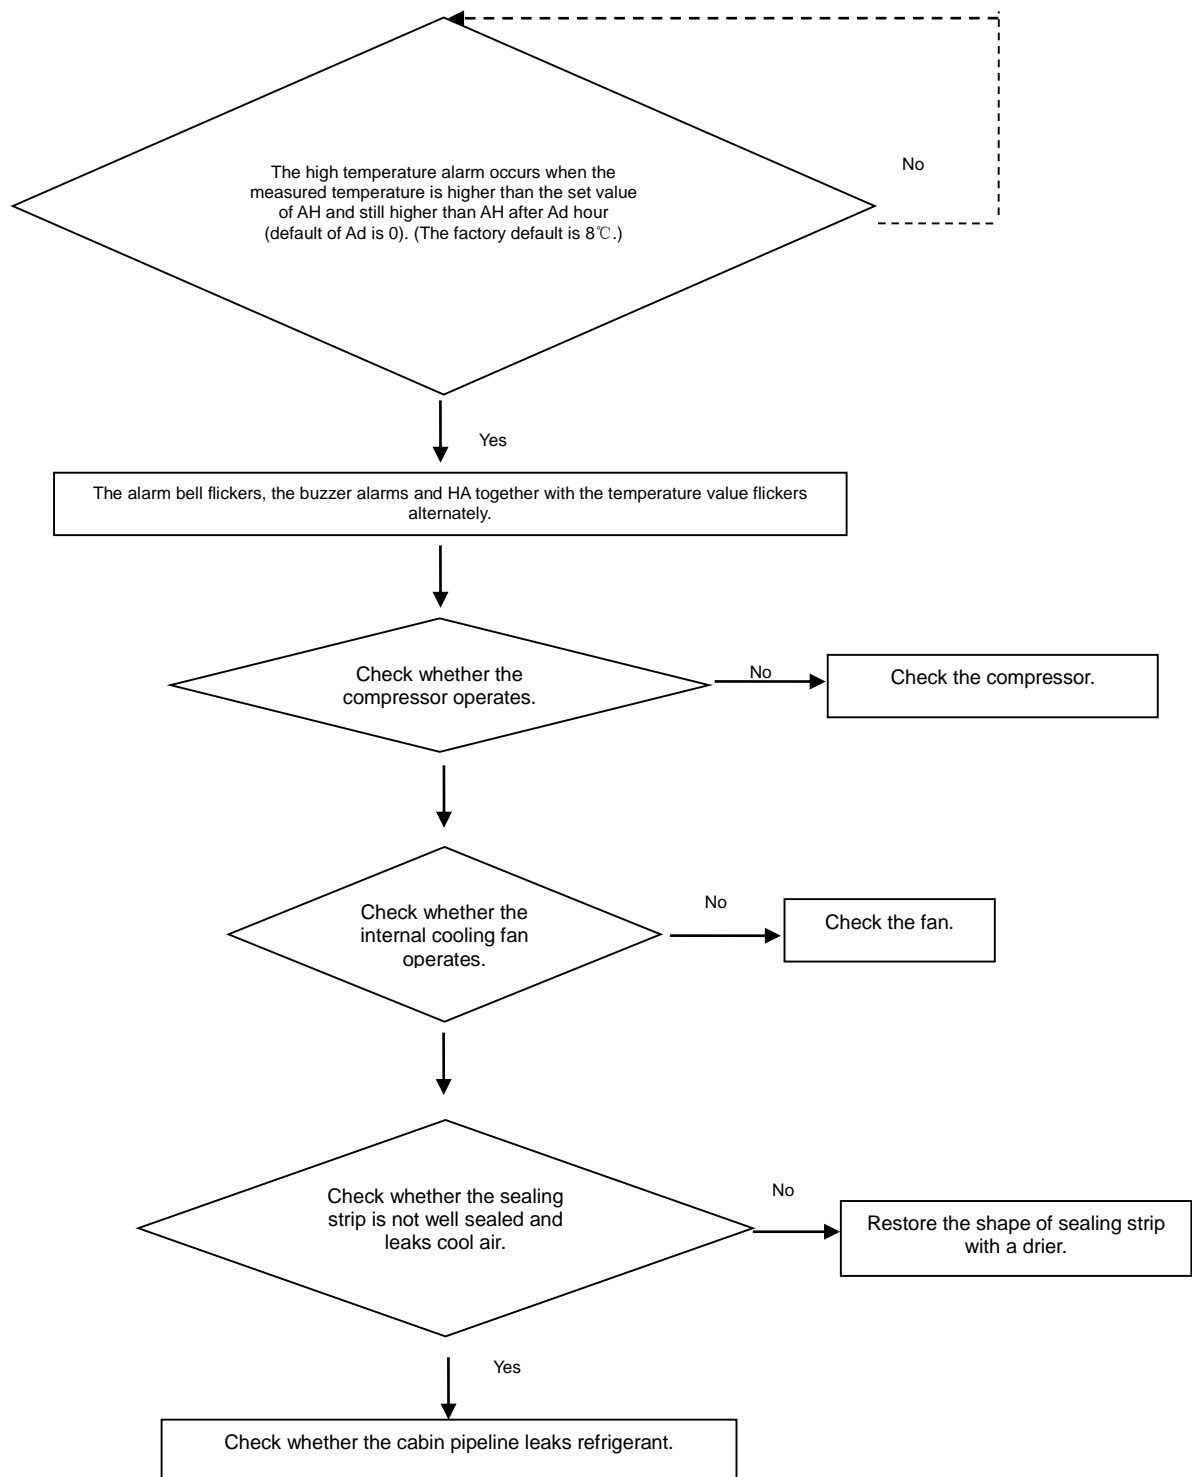 The high temperature alarm occurs when the
measured temperature is higher than the set value
of AH and still higher than AH after Ad hour
(default of Ad is 0). (The factory default is 8℃.)
No
Yes
The alarm bell flickers, the buzzer alarms and HA together with the temperature value flickers
alternately.
Check whether the
compressor operates.
No
Check the compressor.
Check whether the
internal cooling fan
operates.
No
Check the fan.
Check whether the sealing
strip is not well sealed and
leaks cool air.
No
Restore the shape of sealing strip
with a drier.
Yes
Check whether the cabin pipeline leaks refrigerant.